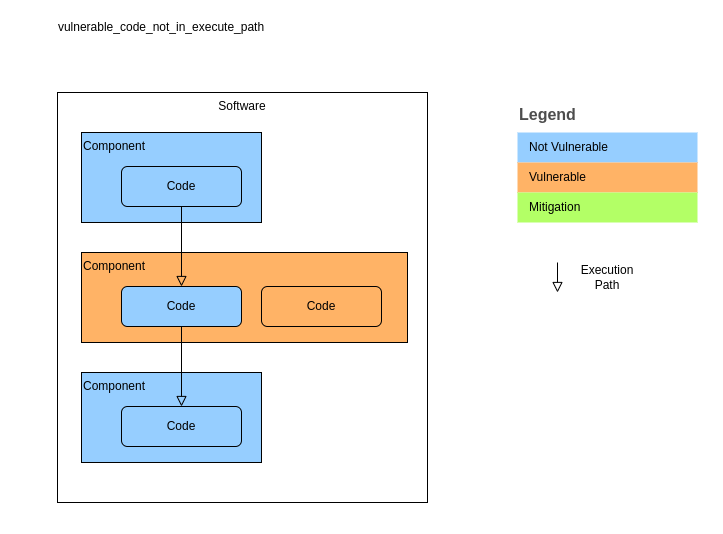 vulnerable_code_not_in_execute_path
Software
Component
Code
Component
Code
Code
Component
Code
Legend
Not Vulnerable
Vulnerable
Mitigation
Execution
Path